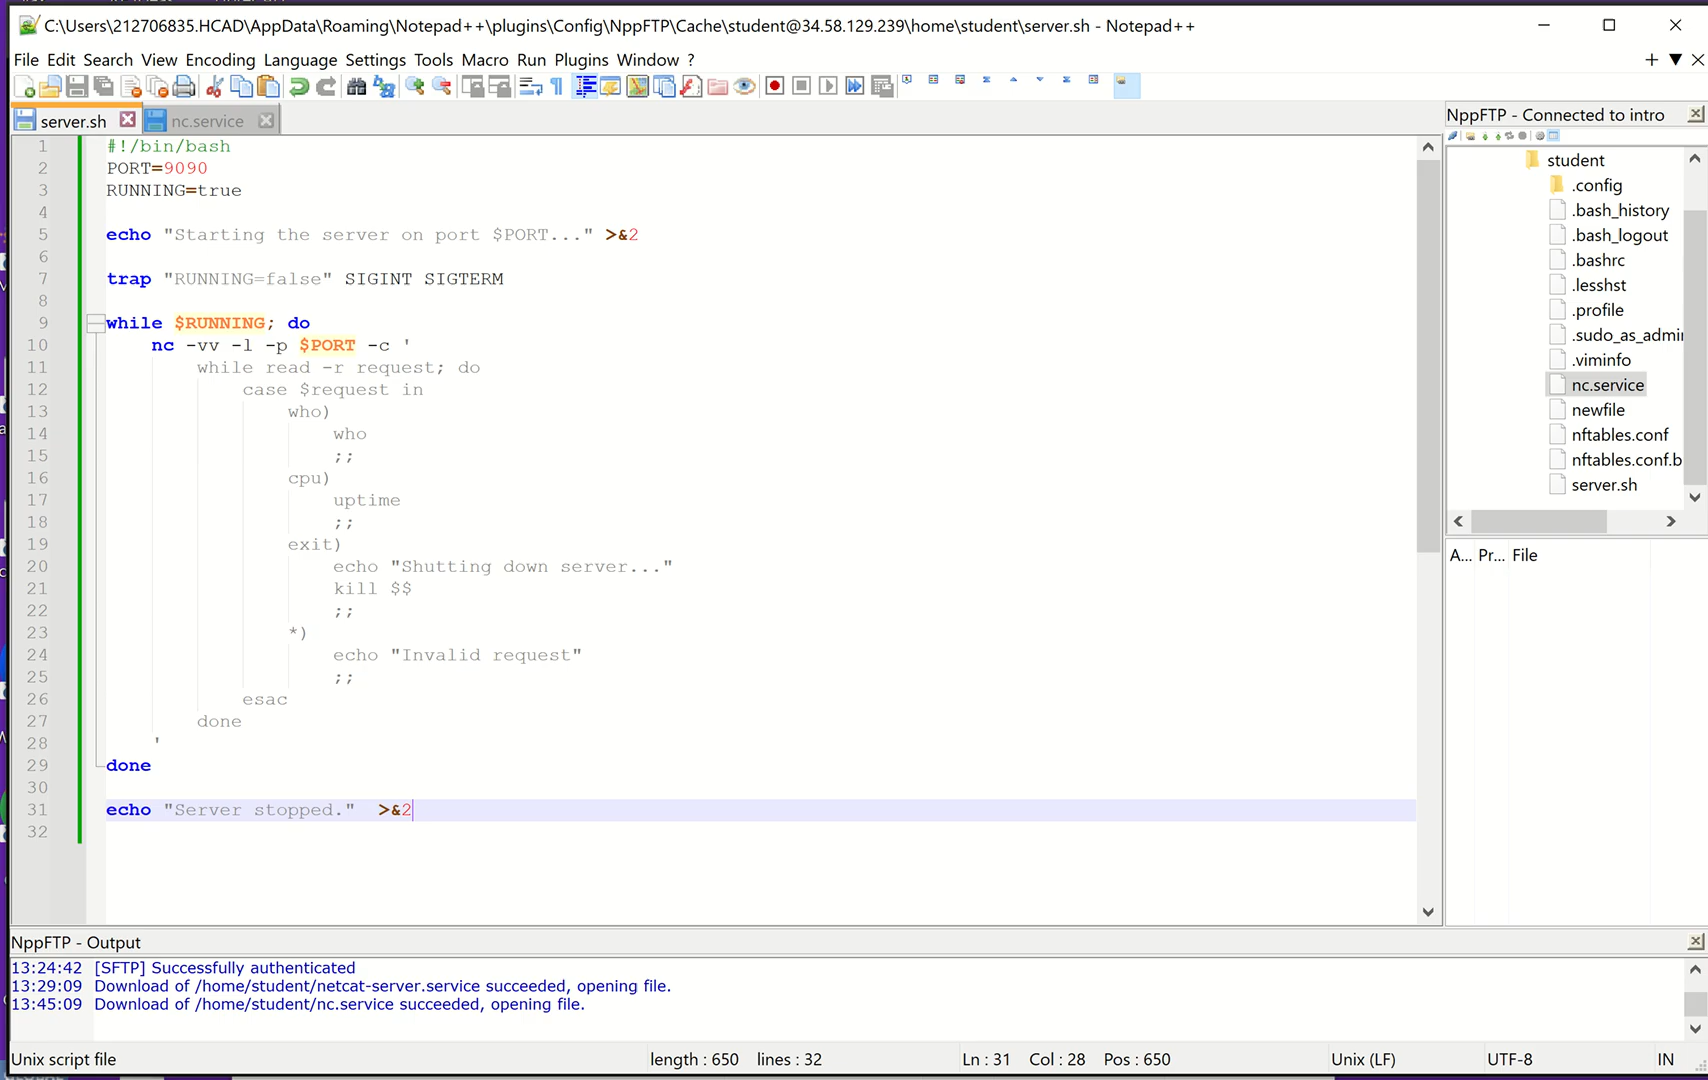 C:\Users\212706835.HCAD\AppData\Roaming\Notepad++\plugins\Config\NppFTP\Cache\student@34.58.129.239\home\student\server.sh - Notepad++
File Edit Search View Encoding Language Settings Tools Macro Run Plugins Window ?
server.sh nc.service
1 #!/bin/bash
2 PORT=9090
3 RUNNING=true
4
5 echo "Starting the server on port $PORT..." >&2
6
7 trap "RUNNING=false" SIGINT SIGTERM
8
9 while $RUNNING; do
10 nc -vv -l -p $PORT -c '
11 while read -r request; do
12 case $request in
13 who)
14 who
15 ;;
16 cpu)
17 uptime
18 ;;
19 exit)
20 echo "Shutting down server..."
21 kill $$
22 ;;
23 *)
24 echo "Invalid request"
25 ;;
26 esac
27 done
28 '
29 done
30
31 echo "Server stopped."  >&2
32
NppFTP - Connected to intro
student
.config
.bash_history
.bash_logout
.bashrc
.lesshst
.profile
.sudo_as_admi
.viminfo
nc.service
newfile
nftables.conf
nftables.conf.b
server.sh
A... Pr... File
NppFTP - Output
13:24:42 [SFTP] Successfully authenticated
13:29:09 Download of /home/student/netcat-server.service succeeded, opening file.
13:45:09 Download of /home/student/nc.service succeeded, opening file.
Unix script file length : 650 lines : 32 Ln : 31 Col : 28 Pos : 650 Unix (LF) UTF-8 IN